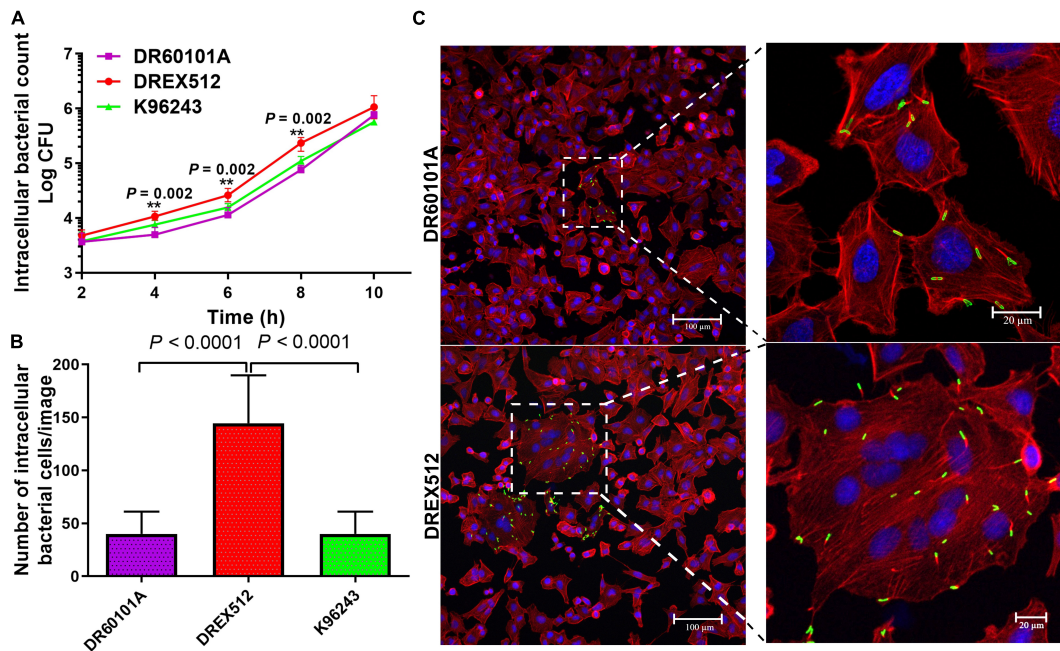 A
Intracellular bacterial count
Log CFU
7
6
5
4
3
DR60101A
DREX512
K96243
P = 0.002
**
P = 0.002
**
P = 0.002
**
2
4
6
8
10
Time (h)
B
P < 0.0001
P < 0.0001
Number of intracellular
bacterial cells/image
200
150
100
50
0
DR60101A
DREX512
K96243
C
DR60101A
100 µm
20 µm
DREX512
100 µm
20 µm